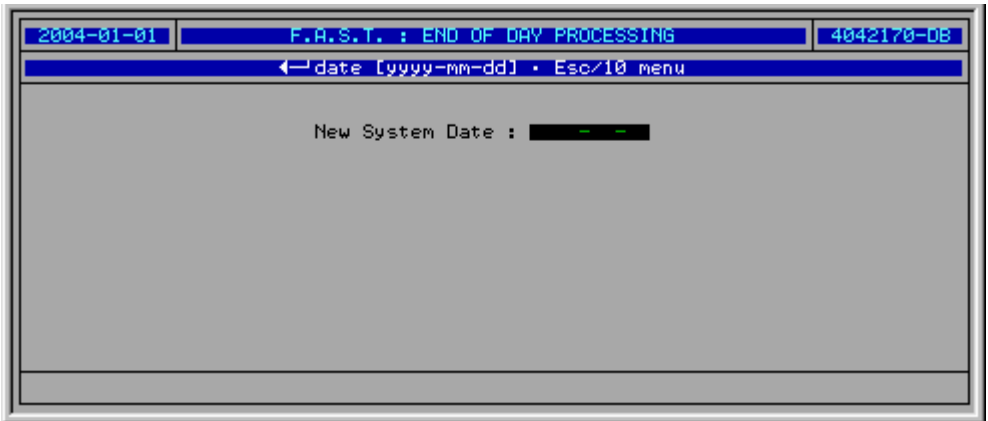 2004-01-01 F.A.S.T. : END OF DAY PROCESSING 4042170-DB
date [yyyy-mm-dd] · Esc/10 menu
New System Date : - -